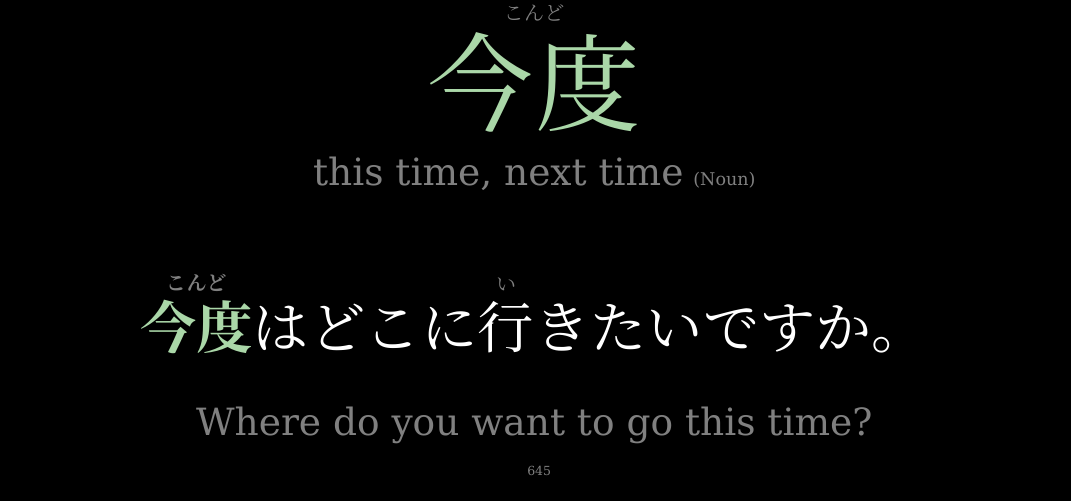 こんど
今度
this time, next time (Noun)
こんど い
今度はどこに行きたいですか。
Where do you want to go this time?
645